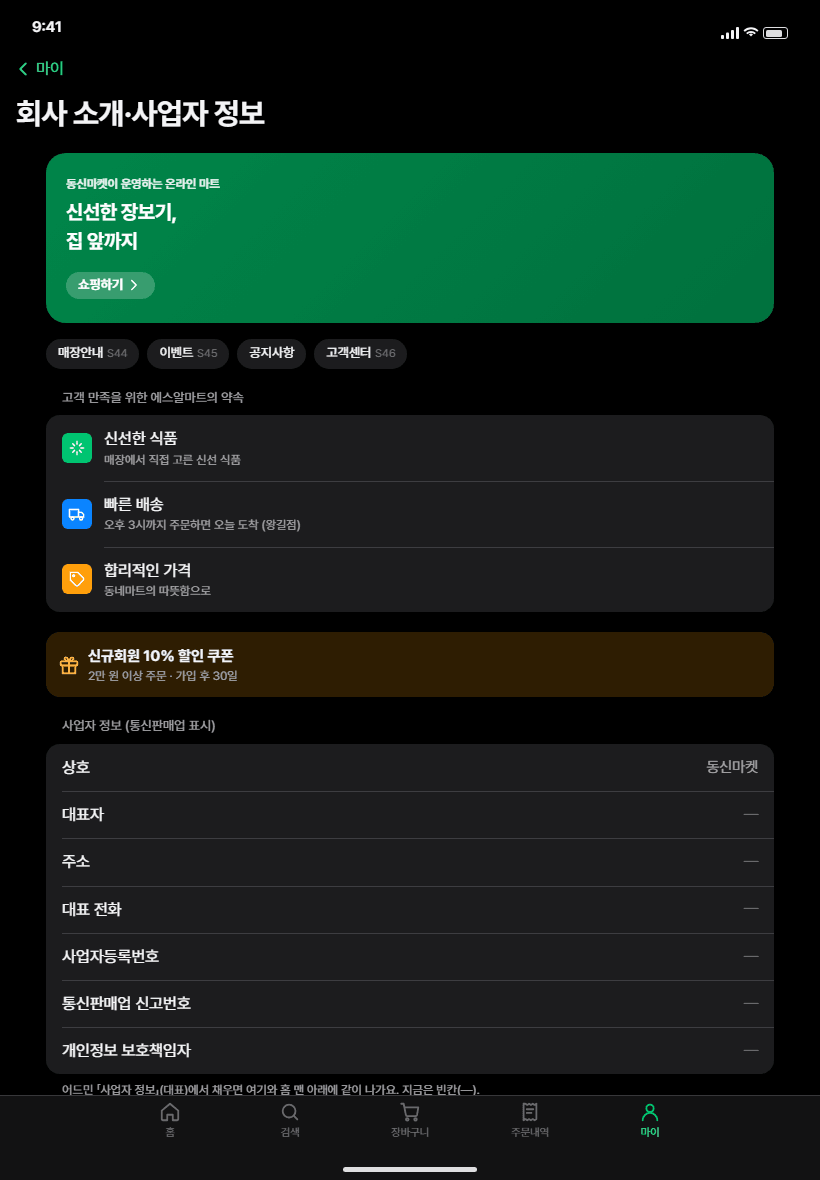 9:41
마이
회사 소개·사업자 정보
동신마켓이 운영하는 온라인 마트
신선한 장보기,
집 앞까지
쇼핑하기
매장안내 S44 이벤트 S45 공지사항 고객센터 S46
고객 만족을 위한 에스알마트의 약속
신선한 식품
매장에서 직접 고른 신선 식품
빠른 배송
오후 3시까지 주문하면 오늘 도착 (왕길점)
합리적인 가격
동네마트의 따뜻함으로
신규회원 10% 할인 쿠폰
2만 원 이상 주문 · 가입 후 30일
사업자 정보 (통신판매업 표시)
상호 동신마켓
대표자 —
주소 —
대표 전화 —
사업자등록번호 —
통신판매업 신고번호 —
개인정보 보호책임자 —
어드민 「사업자 정보」(대표)에서 채우면 여기와 홈 맨 아래에 같이 나가요. 지금은 빈칸(—).
홈 검색 장바구니 주문내역 마이